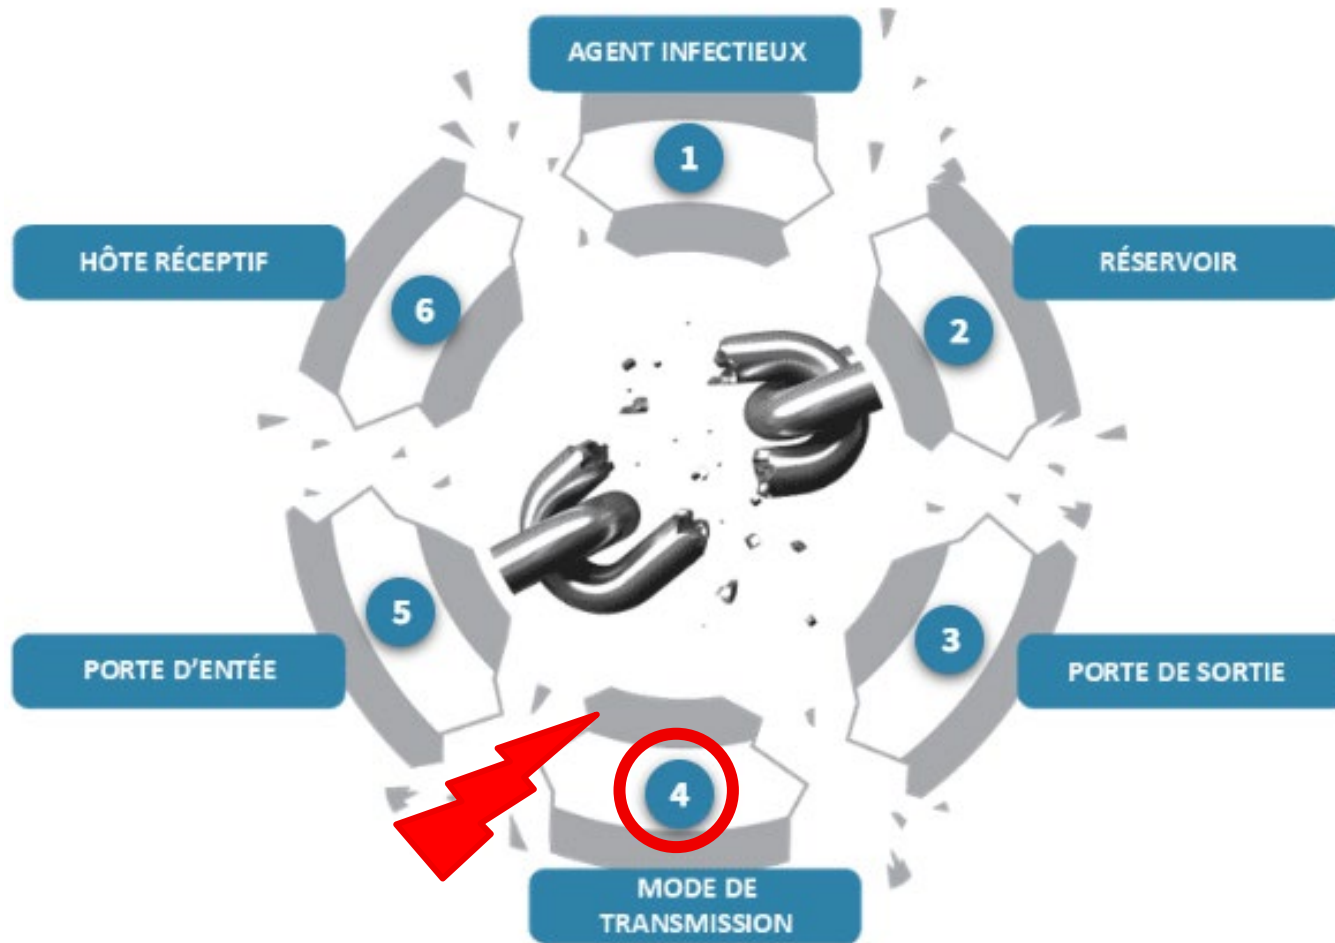 AGENT INFECTIEUX
1
RÉSERVOIR
2
PORTE DE SORTIE
3
MODE DE
TRANSMISSION
4
PORTE D'ENTÉE
5
HÔTE RÉCEPTIF
6